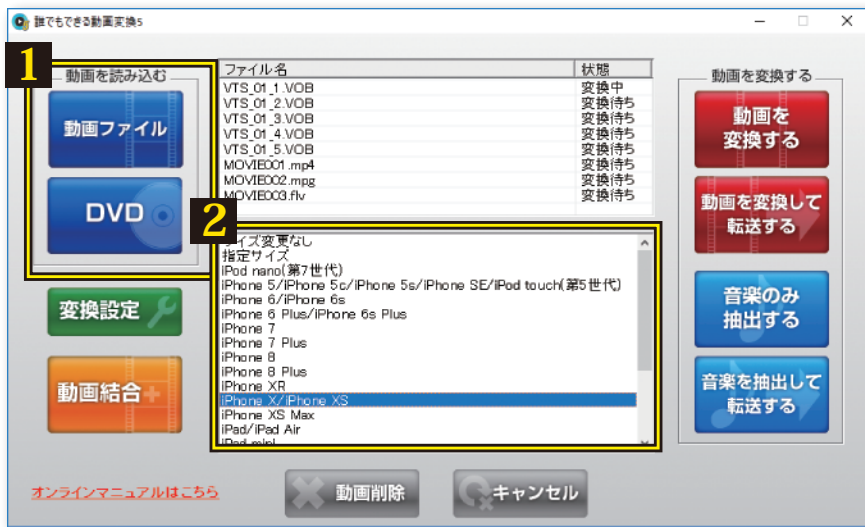 誰でもできる動画変換5
1
動画を読み込む
動画ファイル
DVD
変換設定
動画結合
オンラインマニュアルはこちら
ファイル名 状態
VTS_01_1.VOB 変換中
VTS_01_2.VOB 変換待ち
VTS_01_3.VOB 変換待ち
VTS_01_4.VOB 変換待ち
VTS_01_5.VOB 変換待ち
MOVIE001.mp4 変換待ち
MOVIE002.mpg 変換待ち
MOVIE003.flv 変換待ち
2
サイズ変更なし
指定サイズ
iPod nano(第7世代)
iPhone 5/iPhone 5c/iPhone 5s/iPhone SE/iPod touch(第5世代)
iPhone 6/iPhone 6s
iPhone 6 Plus/iPhone 6s Plus
iPhone 7
iPhone 7 Plus
iPhone 8
iPhone 8 Plus
iPhone XR
iPhone X/iPhone XS
iPhone XS Max
iPad/iPad Air
iPad mini
動画削除
キャンセル
動画を変換する
動画を
変換する
動画を変換して
転送する
音楽のみ
抽出する
音楽を抽出して
転送する